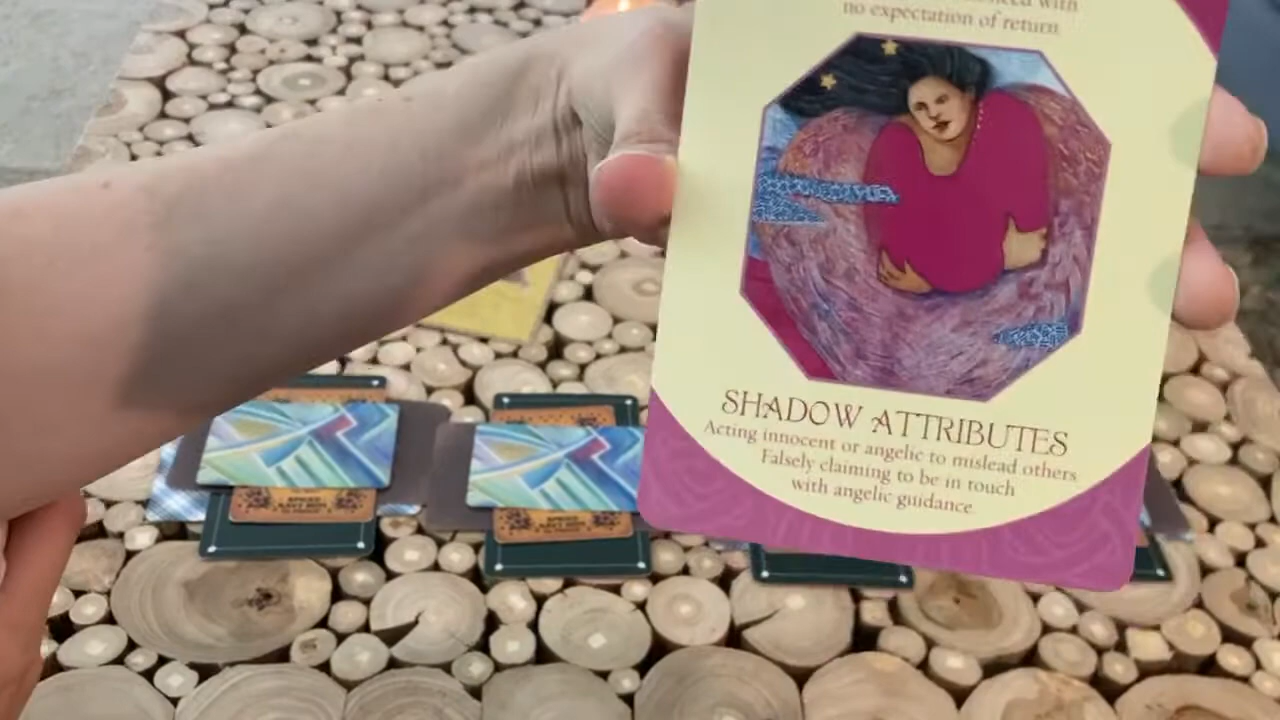 with
no expectation of return
SHADOW ATTRIBUTES
Acting innocent or angelic to mislead others
Falsely claiming to be in touch
with angelic guidance